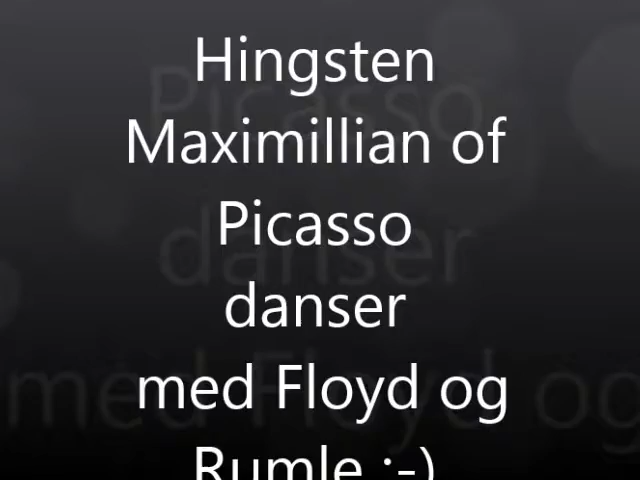 Hingsten
Maximillian of
Picasso
danser
med Floyd og
Rumle :-)